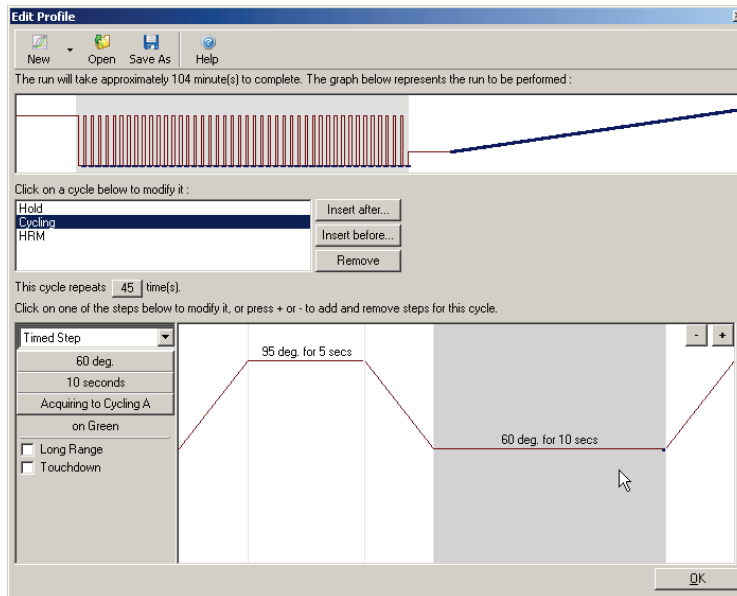 Edit Profile
New Open Save As Help
The run will take approximately 104 minute(s) to complete. The graph below represents the run to be performed :
Click on a cycle below to modify it :
Hold
Cycling
HRM
Insert after...
Insert before...
Remove
This cycle repeats 45 time(s).
Click on one of the steps below to modify it, or press + or - to add and remove steps for this cycle.
Timed Step
60 deg.
10 seconds
Acquiring to Cycling A
on Green
Long Range
Touchdown
95 deg. for 5 secs
60 deg. for 10 secs
- +
OK